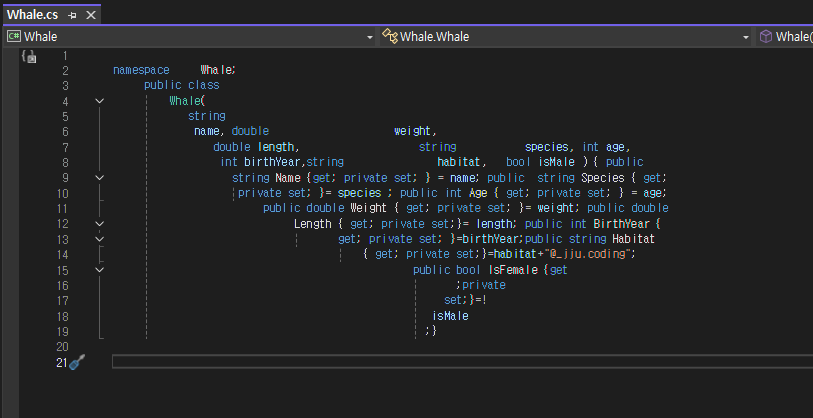 Whale.cs
Whale Whale.Whale Whale(
1
2 namespace Whale;
3 public class
4 Whale(
5 string
6 name, double weight,
7 double length, string species, int age,
8 int birthYear,string habitat, bool isMale ) { public
9 string Name {get; private set; } = name; public string Species { get;
10 private set; }= species ; public int Age { get; private set; } = age;
11 public double Weight { get; private set; }= weight; public double
12 Length { get; private set;}= length; public int BirthYear {
13 get; private set; }=birthYear;public string Habitat
14 { get; private set;}=habitat+"@_jju.coding";
15 public bool IsFemale {get
16 ;private
17 set;}=!
18 isMale
19 ;}
20
21